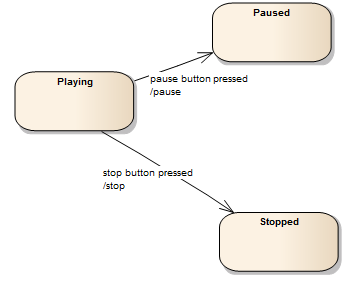 Paused
Playing
pause button pressed
/pause
stop button pressed
/stop
Stopped